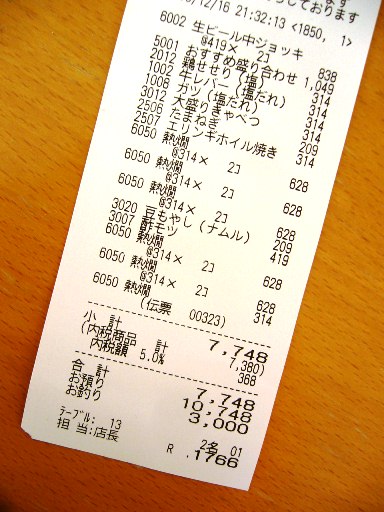 しております
/12/16 21:32:13 <1850, 1>
6002 生ビール中ジョッキ
@419× 2コ 838
5001 おすすめ盛り合わせ 1,049
2012 鶏せせり(塩) 314
1002 牛レバー(塩だれ) 314
1008 ガツ(塩だれ) 314
3012 大盛りきゃべつ 209
2506 たまねぎ 314
2507 エリンギホイル焼き 314
6050 熱燗
@314× 2コ 628
6050 熱燗
@314× 2コ 628
6050 熱燗
@314× 2コ 628
3020 豆もやし(ナムル) 209
3007 酢モツ 419
6050 熱燗
@314× 2コ 628
6050 熱燗
@314× 2コ 628
6050 熱燗 314
(伝票 00323)
小 計 7,748
(内税商品 計 7,380)
内税額 5.0% 368
合 計 7,748
お預り 10,748
お釣り 3,000
テーブル: 13 2名 01
担 当:店長 R .1766